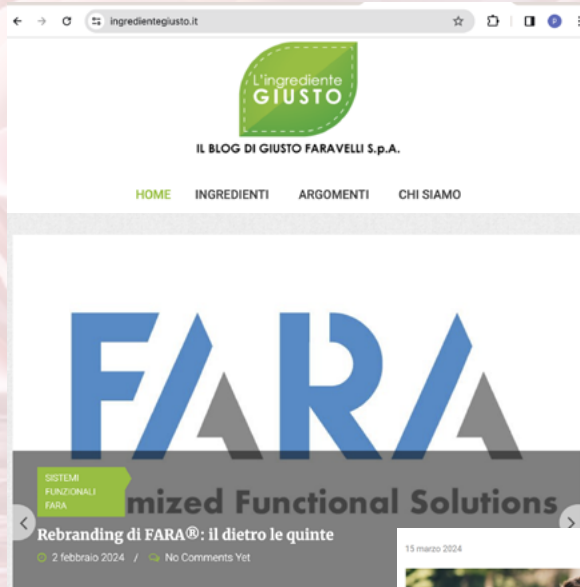 ingredientegiusto.it
L'ingrediente
GIUSTO
IL BLOG DI GIUSTO FARAVELLI S.p.A.
HOME INGREDIENTI ARGOMENTI CHI SIAMO
FARA
SISTEMI
FUNZIONALI
FARA
mized Functional Solutions
Rebranding di FARA®: il dietro le quinte
2 febbraio 2024 / No Comments Yet
15 marzo 2024